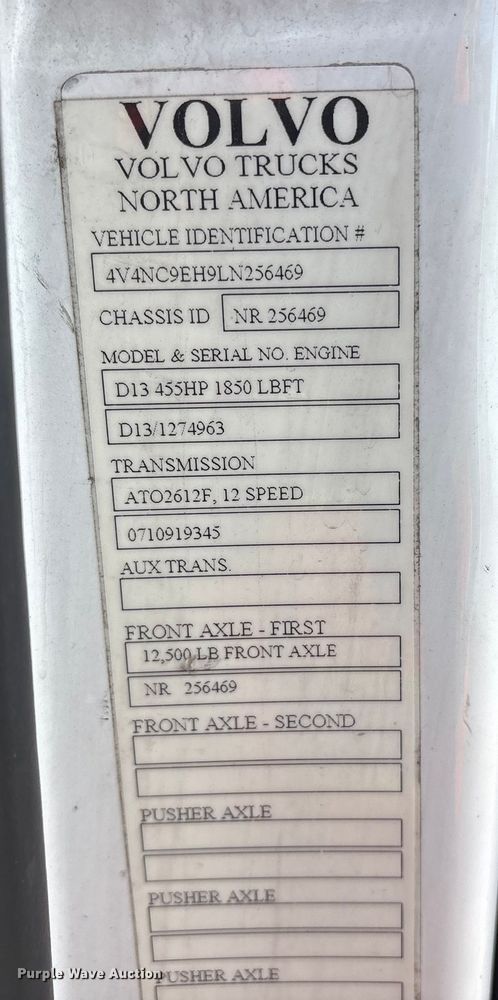 VOLVO
VOLVO TRUCKS
NORTH AMERICA
VEHICLE IDENTIFICATION #
4V4NC9EH9LN256469
CHASSIS ID NR 256469
MODEL & SERIAL NO. ENGINE
D13 455HP 1850 LBFT
D13/1274963
TRANSMISSION
ATO2612F, 12 SPEED
0710919345
AUX TRANS.
FRONT AXLE - FIRST
12,500 LB FRONT AXLE
NR 256469
FRONT AXLE - SECOND
PUSHER AXLE
PUSHER AXLE
PUSHER AXLE
Purple Wave Auction